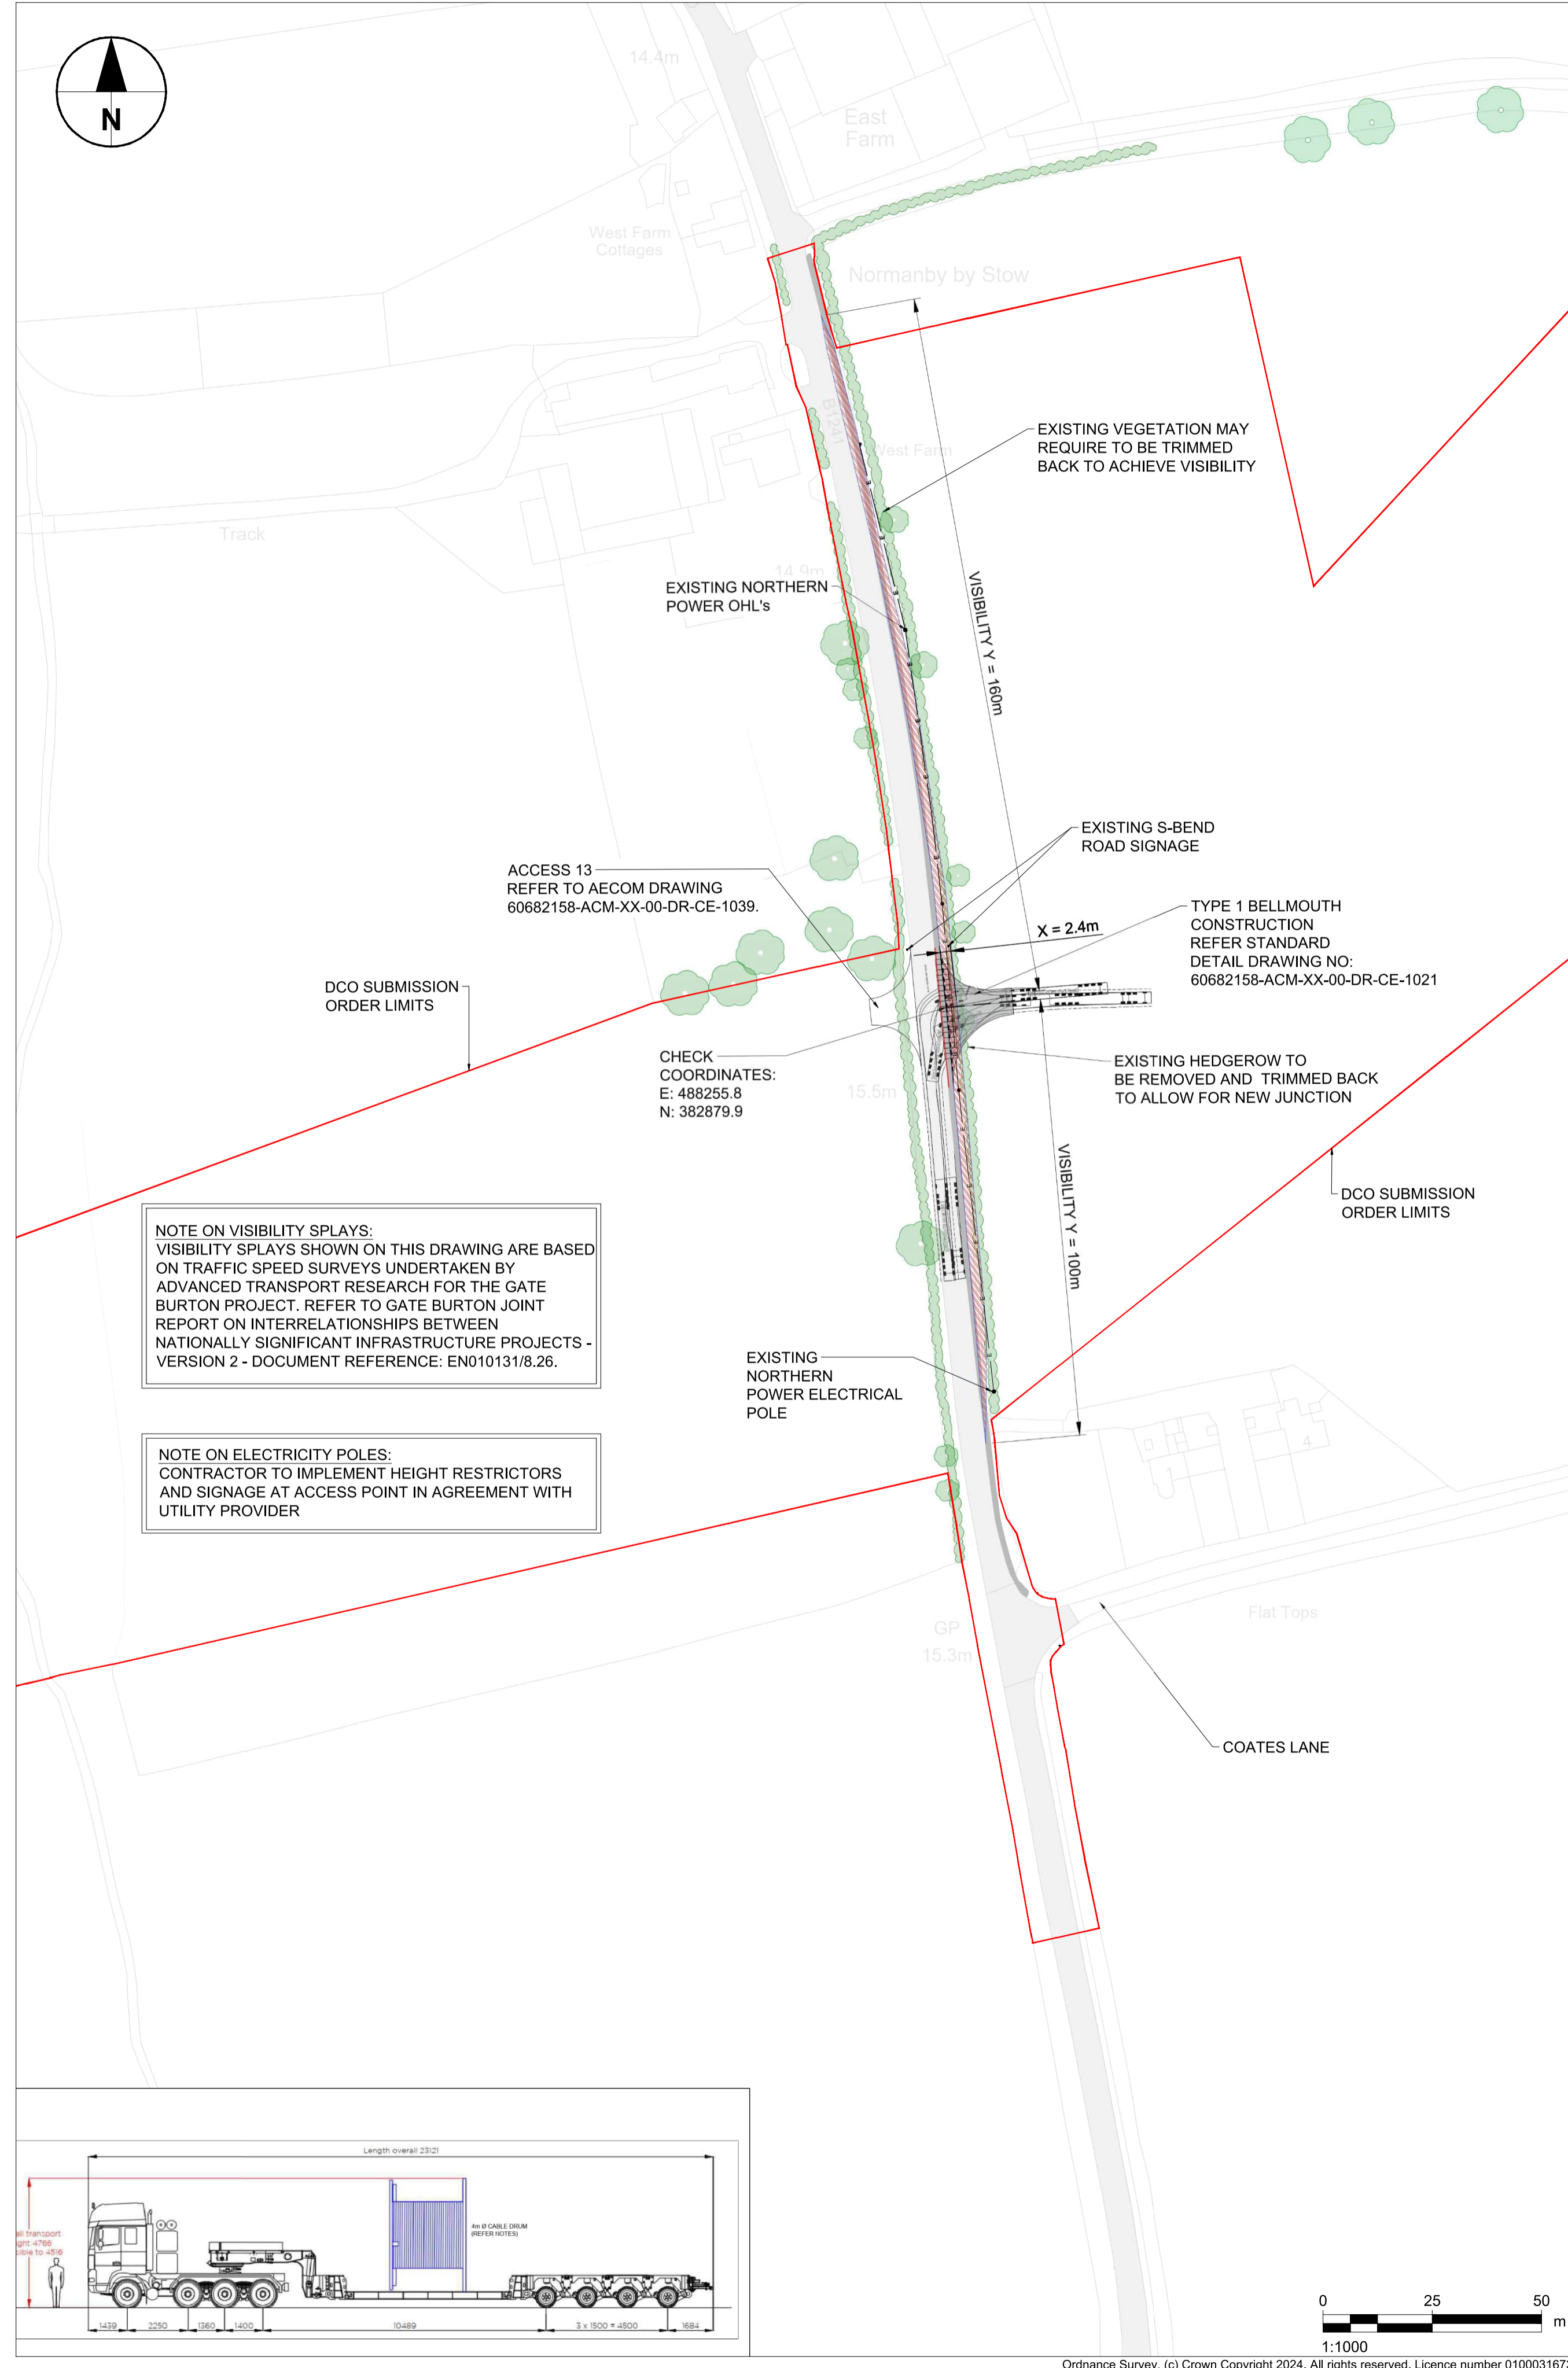 N
14.4m
East
Farm
West Farm
Cottages
Normanby by Stow
B1241
West Farm
EXISTING VEGETATION MAY
REQUIRE TO BE TRIMMED
BACK TO ACHIEVE VISIBILITY
Track
14.9m
EXISTING NORTHERN
POWER OHL's
VISIBILITY Y = 160m
EXISTING S-BEND
ROAD SIGNAGE
ACCESS 13
REFER TO AECOM DRAWING
60682158-ACM-XX-00-DR-CE-1039.
X = 2.4m
TYPE 1 BELLMOUTH
CONSTRUCTION
REFER STANDARD
DETAIL DRAWING NO:
60682158-ACM-XX-00-DR-CE-1021
DCO SUBMISSION
ORDER LIMITS
CHECK
COORDINATES:
E: 488255.8
N: 382879.9
15.5m
EXISTING HEDGEROW TO
BE REMOVED AND TRIMMED BACK
TO ALLOW FOR NEW JUNCTION
VISIBILITY Y = 100m
DCO SUBMISSION
ORDER LIMITS
NOTE ON VISIBILITY SPLAYS:
VISIBILITY SPLAYS SHOWN ON THIS DRAWING ARE BASED
ON TRAFFIC SPEED SURVEYS UNDERTAKEN BY
ADVANCED TRANSPORT RESEARCH FOR THE GATE
BURTON PROJECT. REFER TO GATE BURTON JOINT
REPORT ON INTERRELATIONSHIPS BETWEEN
NATIONALLY SIGNIFICANT INFRASTRUCTURE PROJECTS -
VERSION 2 - DOCUMENT REFERENCE: EN010131/8.26.
EXISTING
NORTHERN
POWER ELECTRICAL
POLE
4
NOTE ON ELECTRICITY POLES:
CONTRACTOR TO IMPLEMENT HEIGHT RESTRICTORS
AND SIGNAGE AT ACCESS POINT IN AGREEMENT WITH
UTILITY PROVIDER
GP
15.3m
Flat Tops
COATES LANE
Length overall 23121
4m Ø CABLE DRUM
(REFER NOTES)
all transport
ght 4766
cible to 4516
1439 2250 1360 1400 10489 3 x 1500 = 4500 1684
0 25 50
m
1:1000
Ordnance Survey. (c) Crown Copyright 2024. All rights reserved. Licence number 010003167